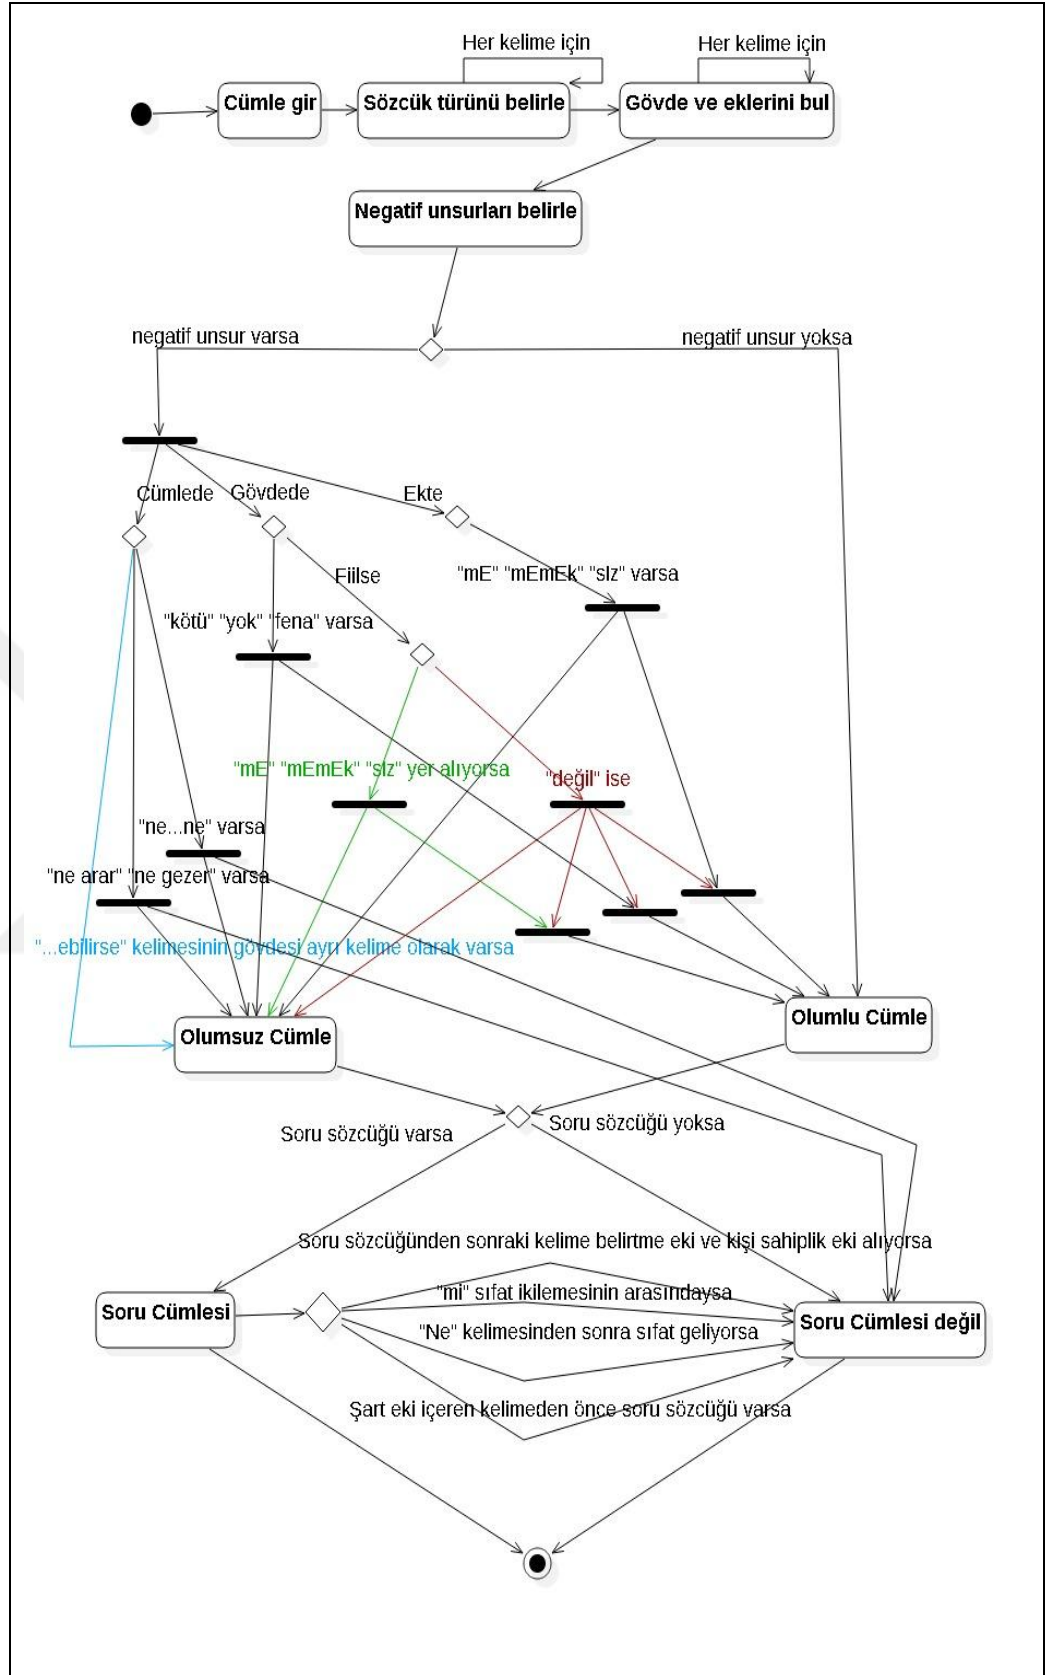 Her kelime için
Her kelime için
Cümle gir
Sözcük türünü belirle
Gövde ve eklerini bul
Negatif unsurları belirle
negatif unsur varsa
negatif unsur yoksa
Cümlede
Gövdede
Ekte
Fiilse
"mE" "mEmEk" "sIz" varsa
"kötü" "yok" "fena" varsa
"mE" "mEmEk" "sIz" yer alıyorsa
"değil" ise
"ne...ne" varsa
"ne arar" "ne gezer" varsa
"...ebilirse" kelimesinin gövdesi ayrı kelime olarak varsa
Olumsuz Cümle
Olumlu Cümle
Soru sözcüğü varsa
Soru sözcüğü yoksa
Soru sözcüğünden sonraki kelime belirtme eki ve kişi sahiplik eki alıyorsa
"mi" sıfat ikilemesinin arasındaysa
Soru Cümlesi
Soru Cümlesi değil
"Ne" kelimesinden sonra sıfat geliyorsa
Şart eki içeren kelimeden önce soru sözcüğü varsa